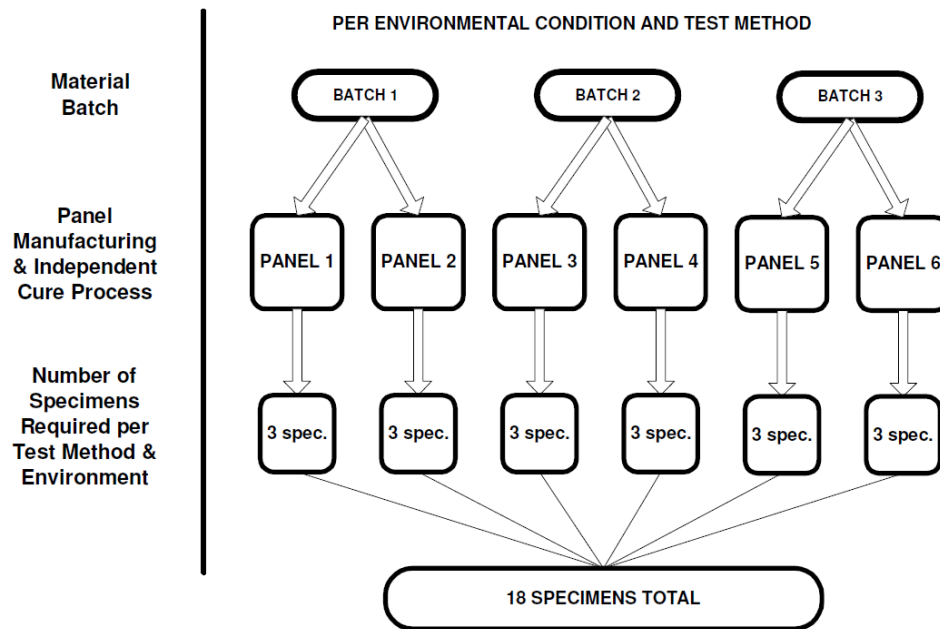 PER ENVIRONMENTAL CONDITION AND TEST METHOD
Material
Batch
BATCH 1
BATCH 2
BATCH 3
Panel
Manufacturing
& Independent
Cure Process
PANEL 1
PANEL 2
PANEL 3
PANEL 4
PANEL 5
PANEL 6
Number of
Specimens
Required per
Test Method &
Environment
3 spec.
3 spec.
3 spec.
3 spec.
3 spec.
3 spec.
18 SPECIMENS TOTAL